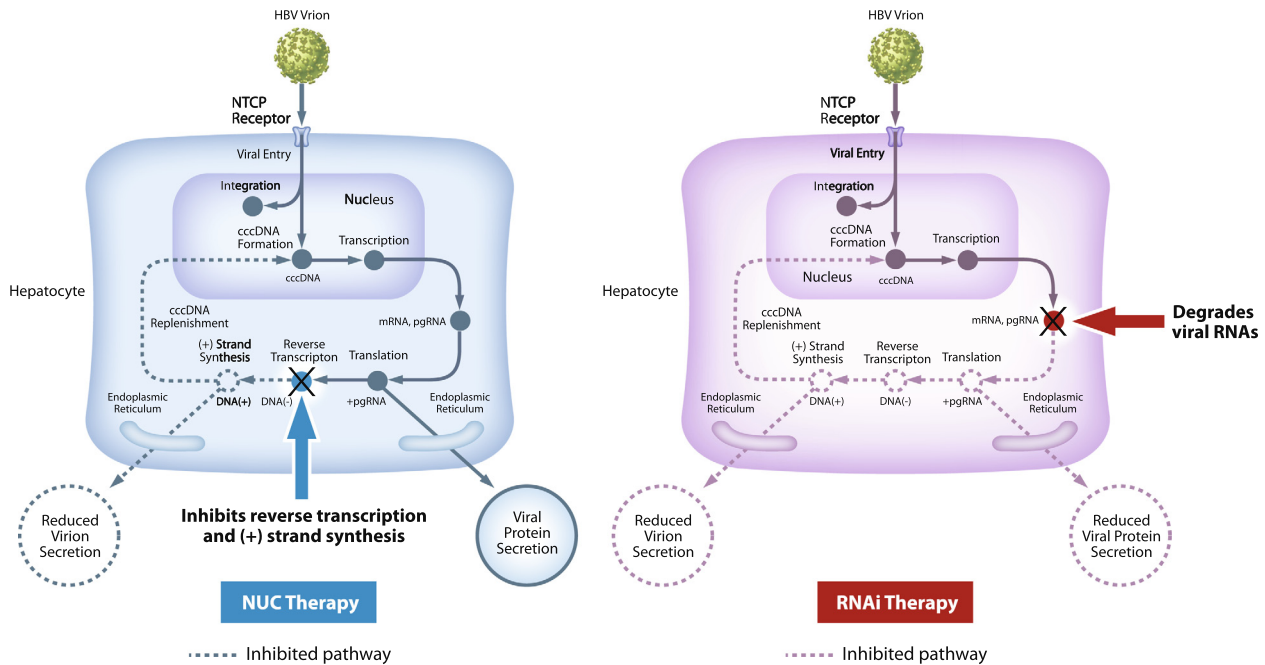 HBV Vrion
NTCP
Receptor
Viral Entry
Integration
Nucleus
cccDNA
Formation
Transcription
cccDNA
Hepatocyte
cccDNA
Replenishment
mRNA, pgRNA
(+) Strand
Synthesis
Reverse
Transcripton
Translation
DNA(+)
DNA(-)
+pgRNA
Endoplasmic
Reticulum
Endoplasmic
Reticulum
Reduced
Virion
Secretion
Inhibits reverse transcription
and (+) strand synthesis
Viral
Protein
Secretion
NUC Therapy
Inhibited pathway
HBV Vrion
NTCP
Receptor
Viral Entry
Integration
cccDNA
Formation
Transcription
Nucleus
cccDNA
Hepatocyte
cccDNA
Replenishment
mRNA, pgRNA
Degrades
viral RNAs
(+) Strand
Synthesis
Reverse
Transcripton
Translation
DNA(+)
DNA(-)
+pgRNA
Endoplasmic
Reticulum
Endoplasmic
Reticulum
Reduced
Virion
Secretion
Reduced
Viral Protein
Secretion
RNAi Therapy
Inhibited pathway